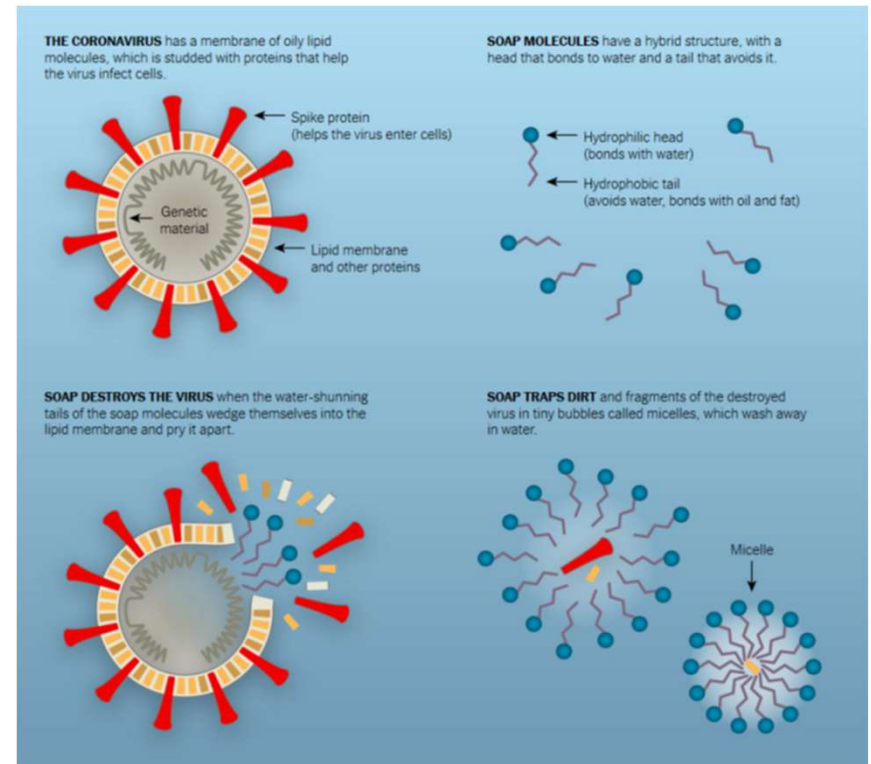 THE CORONAVIRUS has a membrane of oily lipid
molecules, which is studded with proteins that help
the virus infect cells.
Spike protein
(helps the virus enter cells)
Genetic
material
Lipid membrane
and other proteins
SOAP MOLECULES have a hybrid structure, with a
head that bonds to water and a tail that avoids it.
Hydrophilic head
(bonds with water)
Hydrophobic tail
(avoids water, bonds with oil and fat)
SOAP DESTROYS THE VIRUS when the water-shunning
tails of the soap molecules wedge themselves into the
lipid membrane and pry it apart.
SOAP TRAPS DIRT and fragments of the destroyed
virus in tiny bubbles called micelles, which wash away
in water.
Micelle